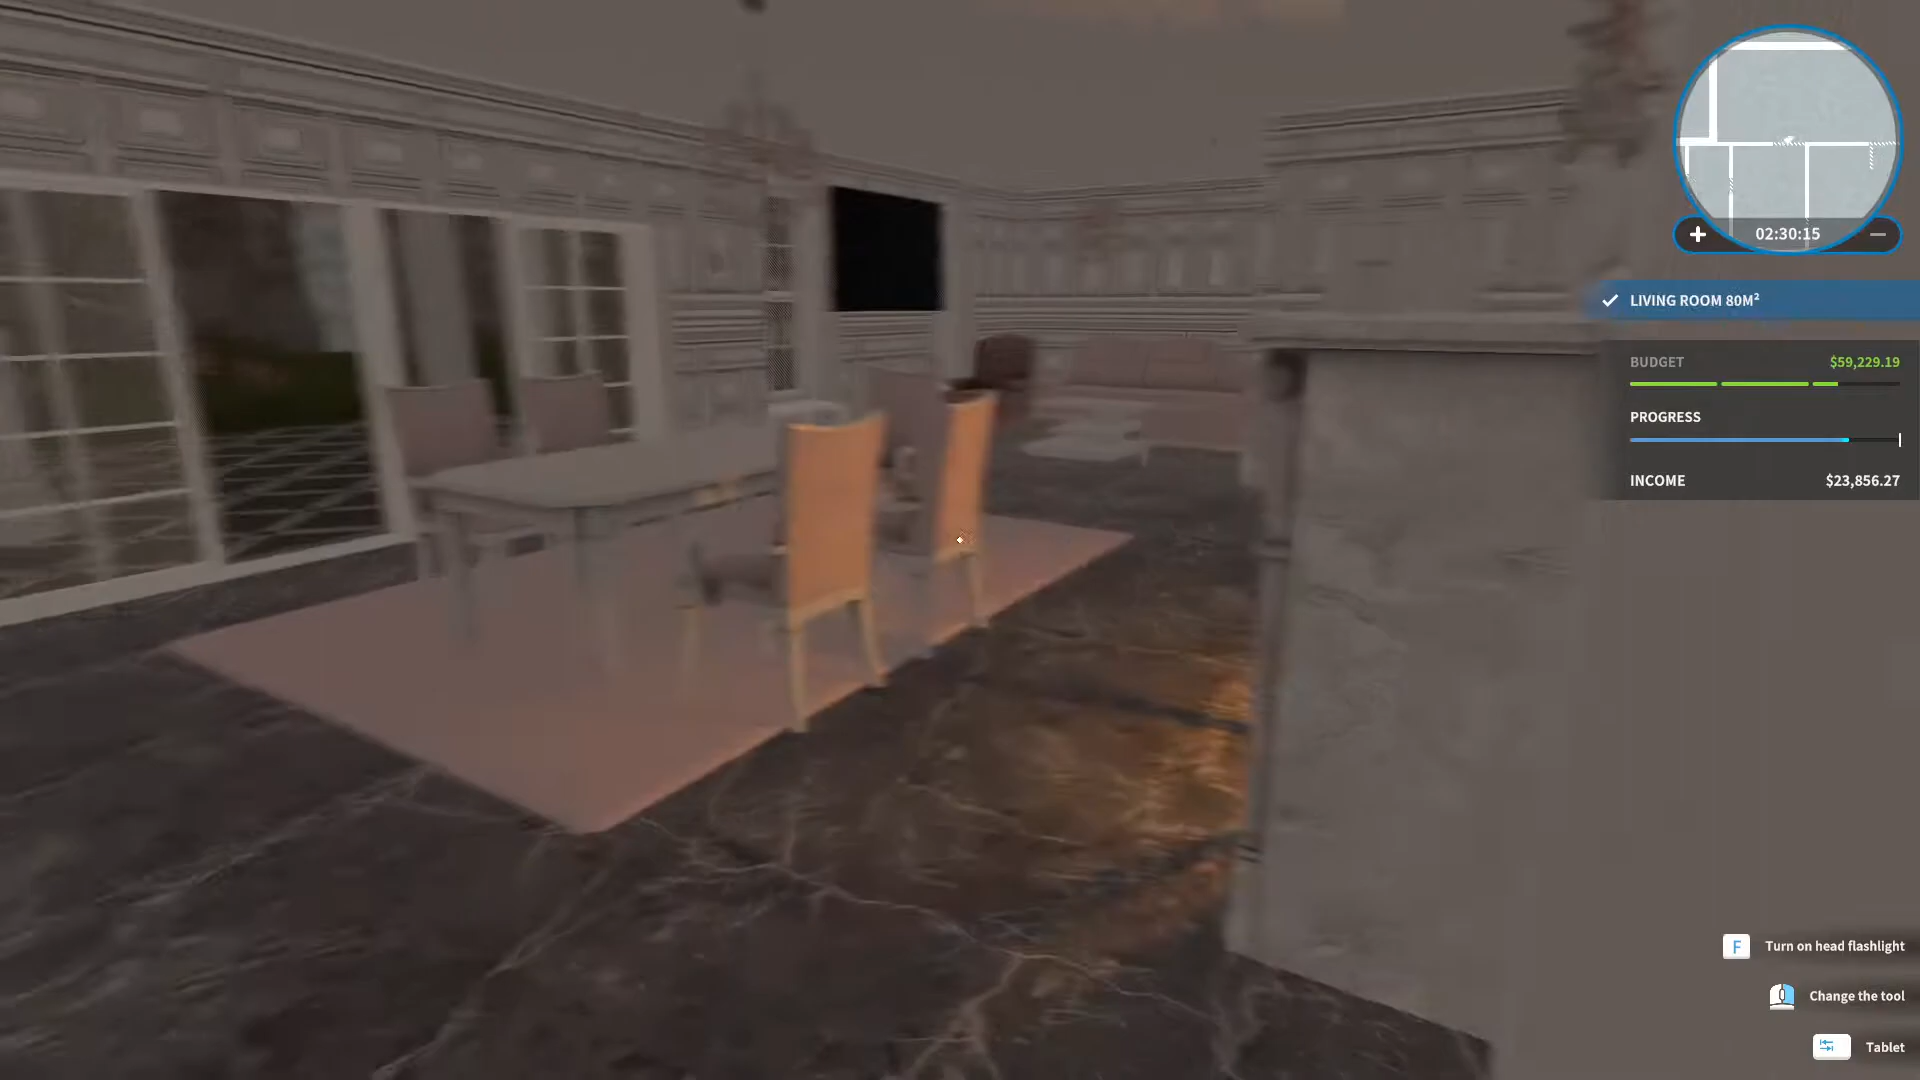 02:30:15
LIVING ROOM 80M²
BUDGET $59,229.19
PROGRESS
INCOME $23,856.27
F Turn on head flashlight
Change the tool
Tablet